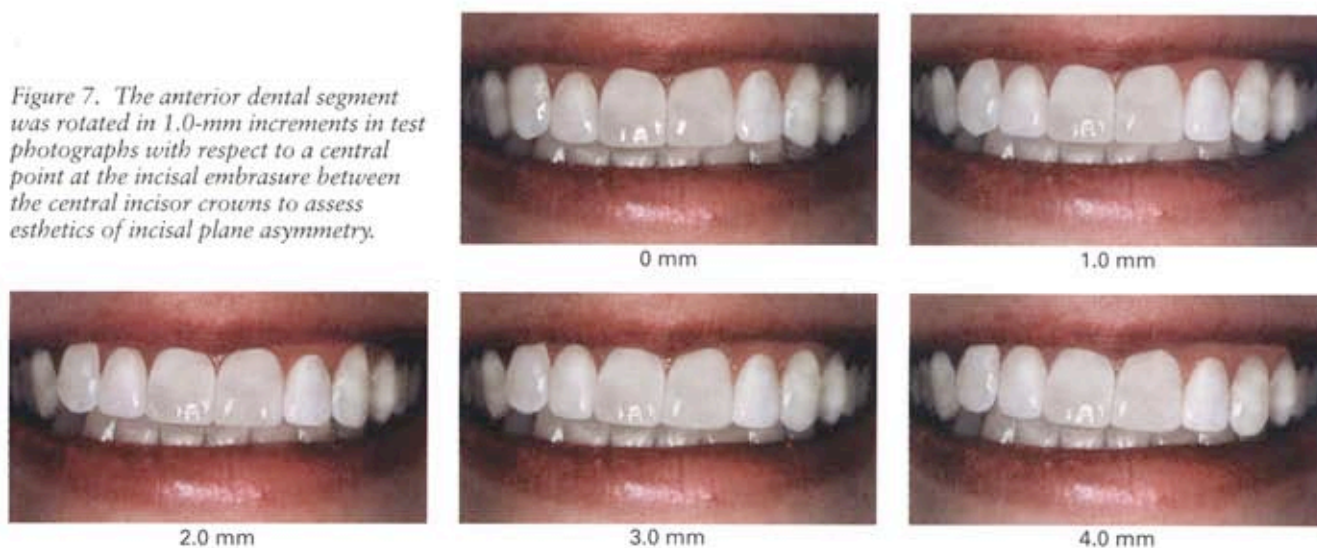 Figure 7. The anterior dental segment
was rotated in 1.0-mm increments in test
photographs with respect to a central
point at the incisal embrasure between
the central incisor crowns to assess
esthetics of incisal plane asymmetry.
0 mm
1.0 mm
2.0 mm
3.0 mm
4.0 mm